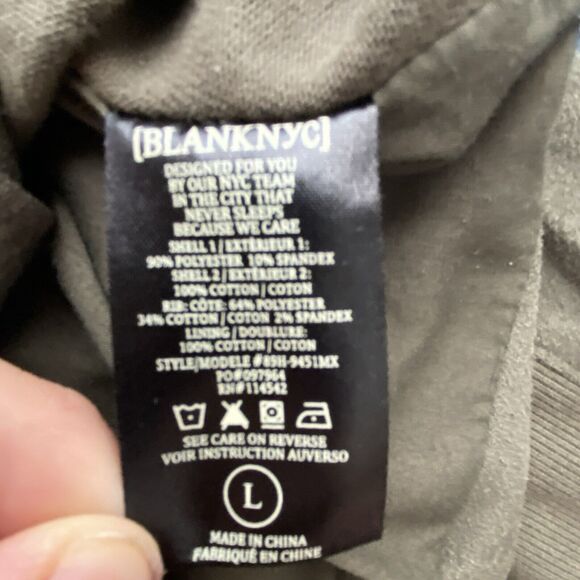 [BLANKNYC]
DESIGNED FOR YOU
BY OUR NYC TEAM
IN THE CITY THAT
NEVER SLEEPS
BECAUSE WE CARE
SHELL 1 / EXTÉRIEUR 1:
90% POLYESTER 10% SPANDEX
SHELL 2 / EXTÉRIEUR 2:
100% COTTON / COTON
RIB: CÔTE: 64% POLYESTER
34% COTTON / COTON 2% SPANDEX
LINING / DOUBLURE:
100% COTTON / COTON
STYLE/MODELE #89H-9451MX
PO#097964
RN#114542
SEE CARE ON REVERSE
VOIR INSTRUCTION AUVERSO
L
MADE IN CHINA
FABRIQUÉ EN CHINE